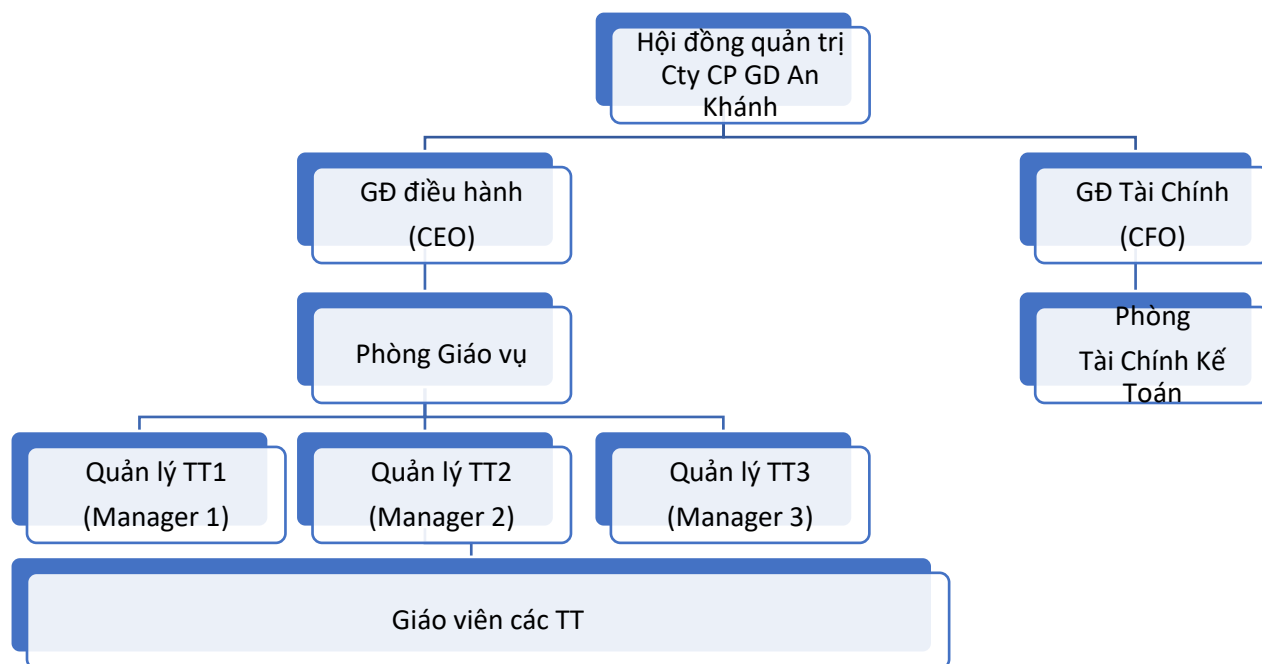 Hội đồng quản trị
Cty CP GD An
Khánh
GĐ điều hành
(CEO)
GĐ Tài Chính
(CFO)
Phòng Giáo vụ
Phòng
Tài Chính Kế
Toán
Quản lý TT1
(Manager 1)
Quản lý TT2
(Manager 2)
Quản lý TT3
(Manager 3)
Giáo viên các TT